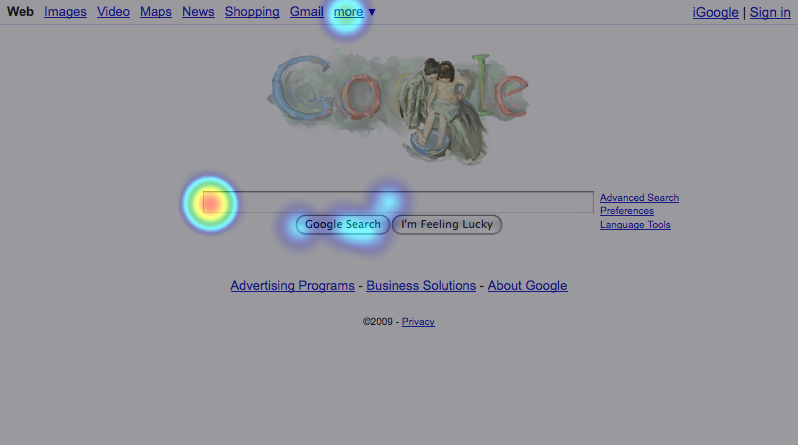 Web Images Video Maps News Shopping Gmail more ▼ iGoogle | Sign in
Google
Advanced Search
Preferences
Language Tools
Google Search I'm Feeling Lucky
Advertising Programs - Business Solutions - About Google
©2009 - Privacy